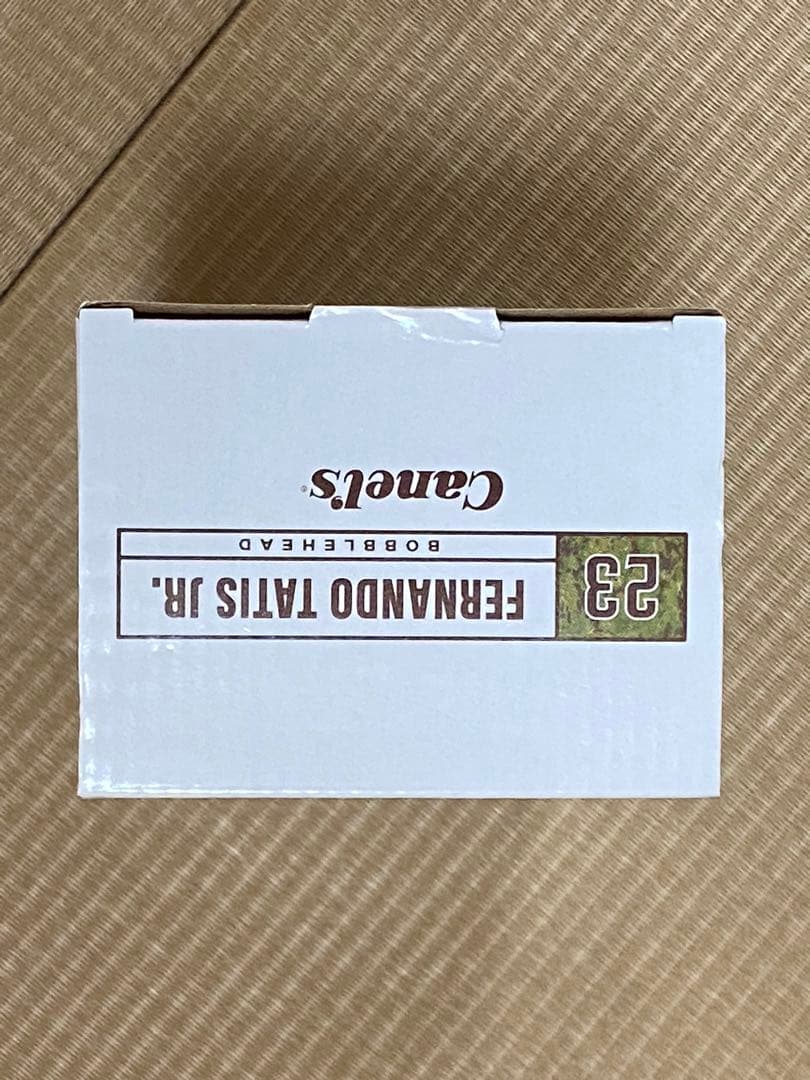 23
FERNANDO TATIS JR.
BOBBLEHEAD
Canel's®